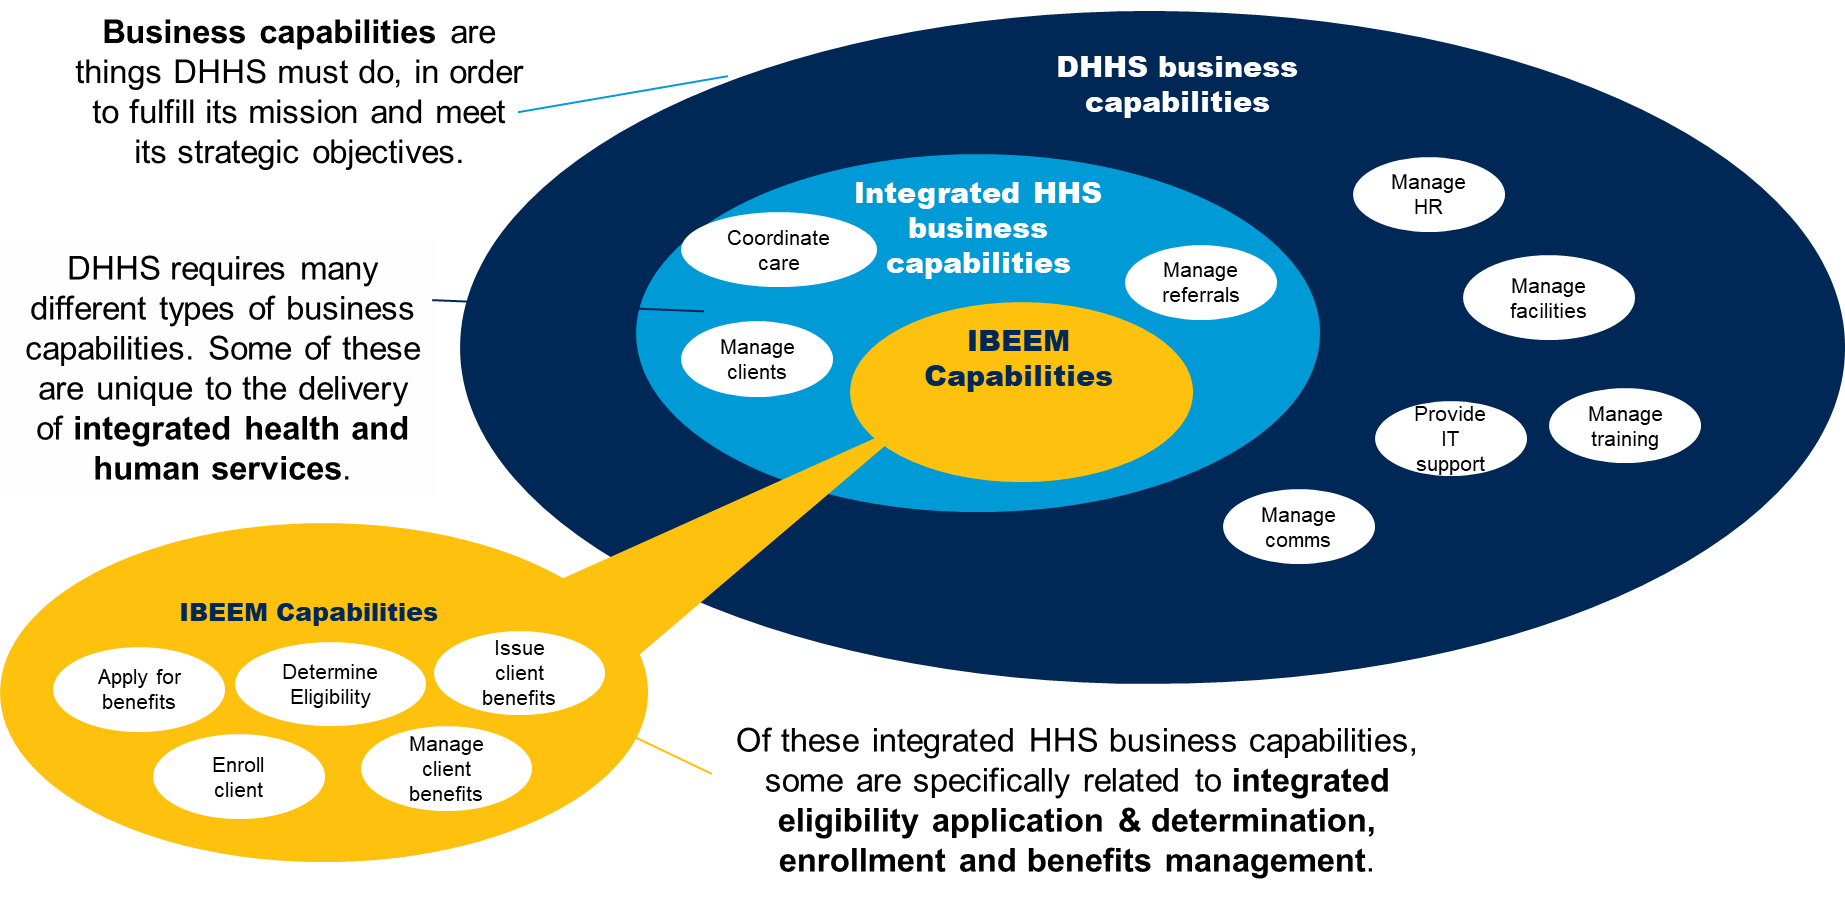 Business capabilities are
things DHHS must do, in order
to fulfill its mission and meet
its strategic objectives.
DHHS requires many
different types of business
capabilities. Some of these
are unique to the delivery
of integrated health and
human services.
DHHS business
capabilities
Integrated HHS
business
capabilities
Coordinate
care
Manage
referrals
Manage
clients
IBEEM
Capabilities
Manage
HR
Manage
facilities
Provide
IT
support
Manage
training
Manage
comms
IBEEM Capabilities
Apply for
benefits
Determine
Eligibility
Issue
client
benefits
Enroll
client
Manage
client
benefits
Of these integrated HHS business capabilities,
some are specifically related to integrated
eligibility application & determination,
enrollment and benefits management.